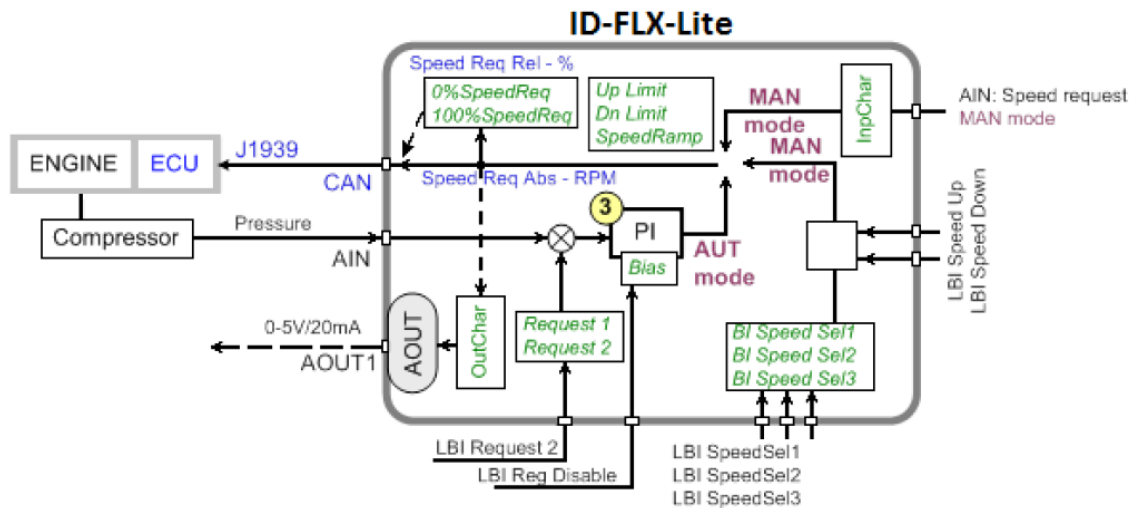 ID-FLX-Lite
Speed Req Rel - %
0%SpeedReq
100%SpeedReq
Up Limit
Dn Limit
SpeedRamp
MAN
mode
InpChar
AIN: Speed request
MAN mode
ENGINE
ECU
J1939
CAN
Speed Req Abs - RPM
MAN
mode
Compressor
Pressure
AIN
3
PI
Bias
AUT
mode
LBI Speed Up
LBI Speed Down
0-5V/20mA
AOUT1
AOUT
OutChar
Request 1
Request 2
BI Speed Sel1
BI Speed Sel2
BI Speed Sel3
LBI Request 2
LBI Reg Disable
LBI SpeedSel1
LBI SpeedSel2
LBI SpeedSel3